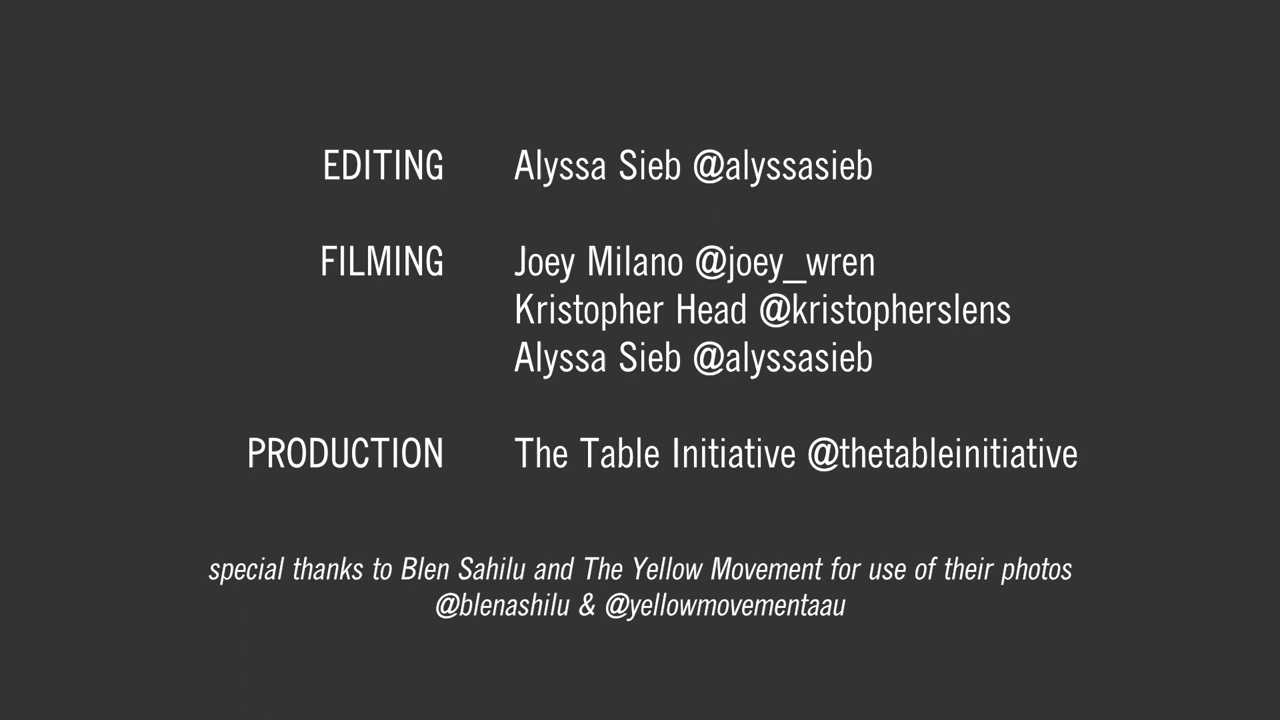 EDITING Alyssa Sieb @alyssasieb
FILMING Joey Milano @joey_wren
Kristopher Head @kristopherslens
Alyssa Sieb @alyssasieb
PRODUCTION The Table Initiative @thetableinitiative
special thanks to Blen Sahilu and The Yellow Movement for use of their photos
@blenashilu & @yellowmovementaau